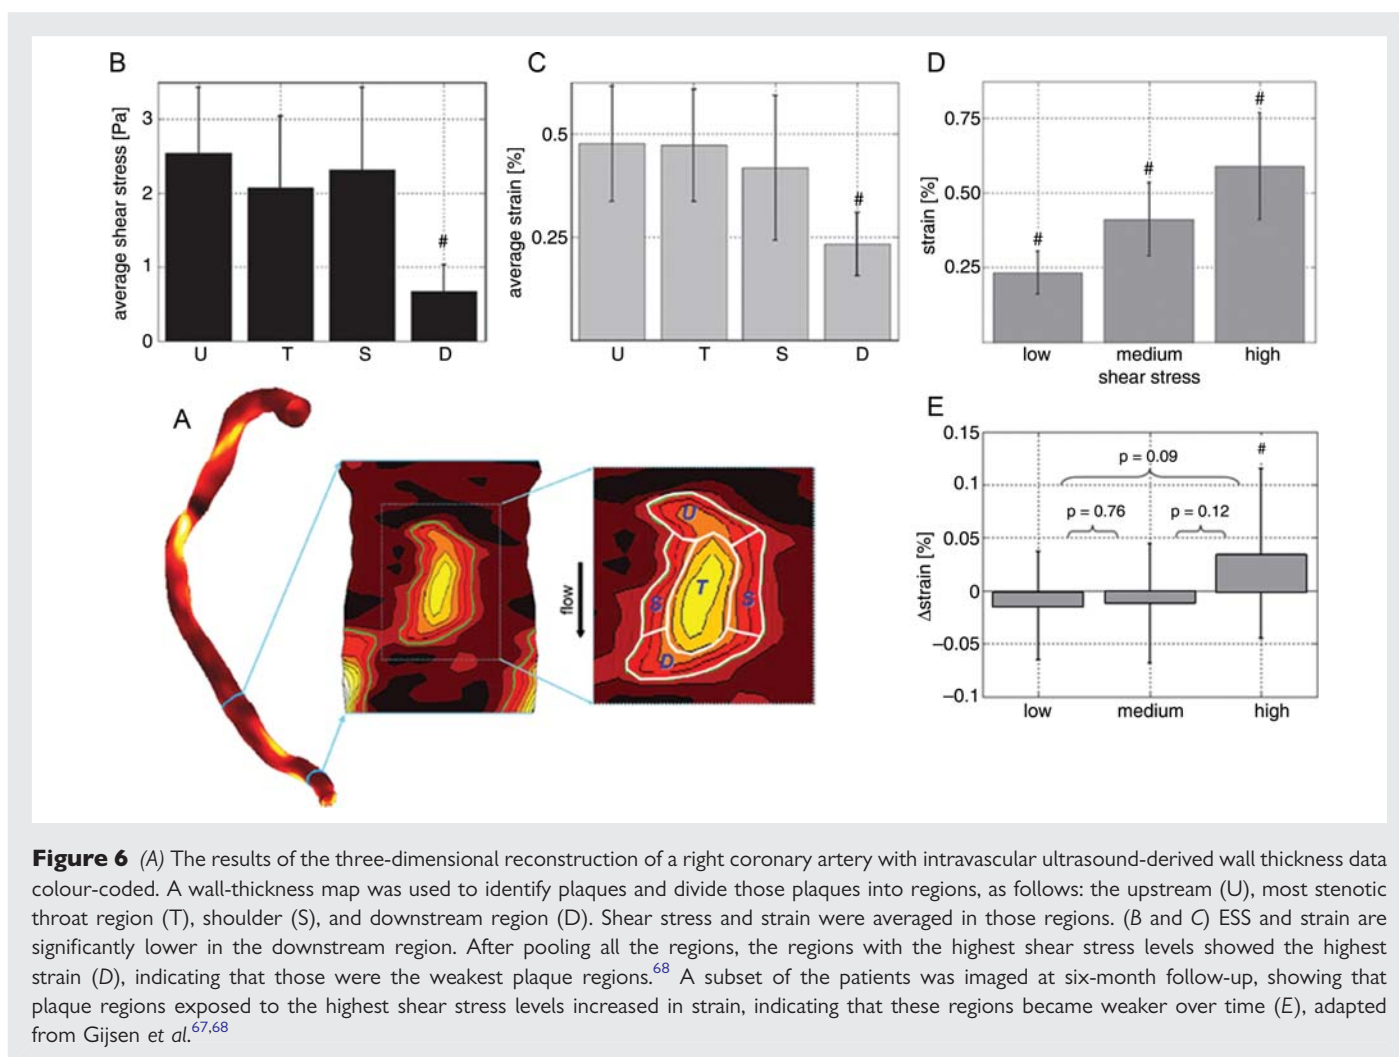 B
average shear stress [Pa]
3
2
1
0
#
U T S D
C
average strain [%]
0.5
0.25
#
U T S D
D
strain [%]
0.75
0.50
0.25
# # #
low medium high
shear stress
A
flow
U
T
S S
D
E
Δstrain [%]
0.15
0.1
0.05
0
−0.05
−0.1
p = 0.09
p = 0.76 p = 0.12
#
low medium high
Figure 6 (A) The results of the three-dimensional reconstruction of a right coronary artery with intravascular ultrasound-derived wall thickness data
colour-coded. A wall-thickness map was used to identify plaques and divide those plaques into regions, as follows: the upstream (U), most stenotic
throat region (T), shoulder (S), and downstream region (D). Shear stress and strain were averaged in those regions. (B and C) ESS and strain are
significantly lower in the downstream region. After pooling all the regions, the regions with the highest shear stress levels showed the highest
strain (D), indicating that those were the weakest plaque regions.68 A subset of the patients was imaged at six-month follow-up, showing that
plaque regions exposed to the highest shear stress levels increased in strain, indicating that these regions became weaker over time (E), adapted
from Gijsen et al.67,68